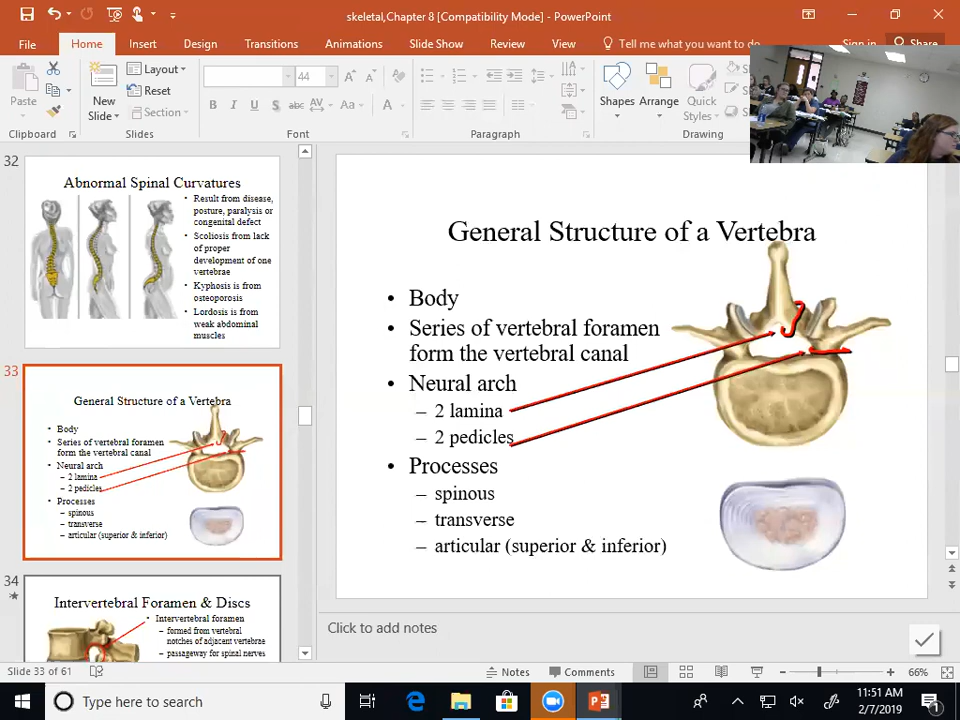 skeletal,Chapter 8 [Compatibility Mode] - PowerPoint
File Home Insert Design Transitions Animations Slide Show Review View Tell me what you want to do Sign in Share
Paste
New
Slide
Layout
Reset
Section
44
B I U S abc AV Aa A
Shapes
Arrange
Quick
Styles
Clipboard Slides Font Paragraph Drawing
32
Abnormal Spinal Curvatures
• Result from disease,
posture, paralysis or
congenital defect
• Scoliosis from lack
of proper
development of one
vertebrae
• Kyphosis is from
osteoporosis
• Lordosis is from
weak abdominal
muscles
33
General Structure of a Vertebra
• Body
• Series of vertebral foramen
form the vertebral canal
• Neural arch
– 2 lamina
– 2 pedicles
• Processes
– spinous
– transverse
– articular (superior & inferior)
34
Intervertebral Foramen & Discs
• Intervertebral foramen
– formed from vertebral
notches of adjacent vertebrae
– passageway for spinal nerves
General Structure of a Vertebra
• Body
• Series of vertebral foramen
form the vertebral canal
• Neural arch
– 2 lamina
– 2 pedicles
• Processes
– spinous
– transverse
– articular (superior & inferior)
Click to add notes
Slide 33 of 61 Notes Comments 66%
Type here to search
11:51 AM
2/7/2019
1